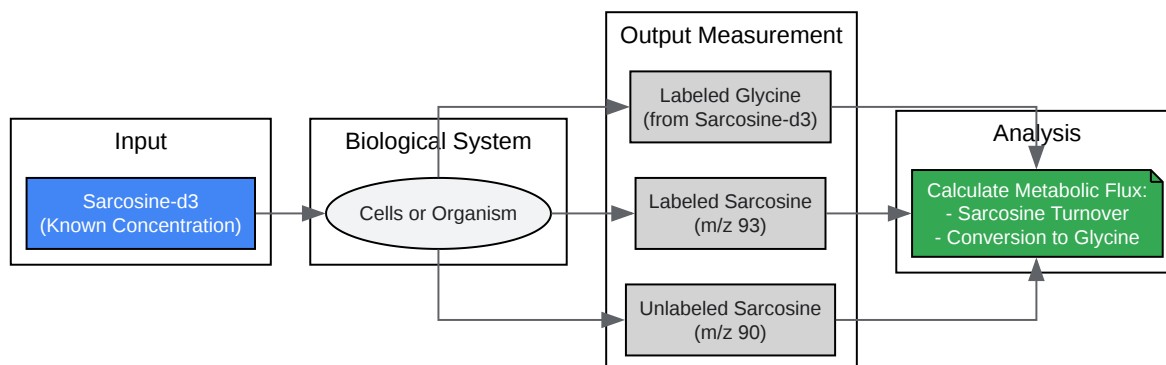 Input
Sarcosine-d3
(Known Concentration)
Biological System
Cells or Organism
Output Measurement
Labeled Glycine
(from Sarcosine-d3)
Labeled Sarcosine
(m/z 93)
Unlabeled Sarcosine
(m/z 90)
Analysis
Calculate Metabolic Flux:
- Sarcosine Turnover
- Conversion to Glycine